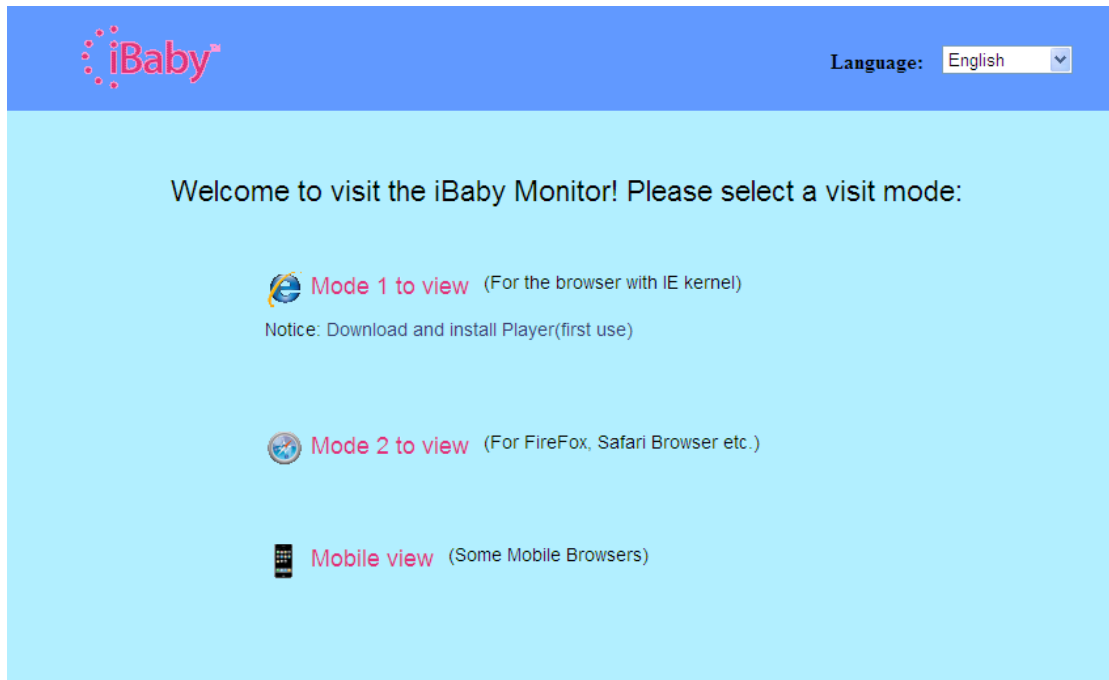 iBaby™
Language: English
Welcome to visit the iBaby Monitor! Please select a visit mode:
Mode 1 to view (For the browser with IE kernel)
Notice: Download and install Player(first use)
Mode 2 to view (For FireFox, Safari Browser etc.)
Mobile view (Some Mobile Browsers)